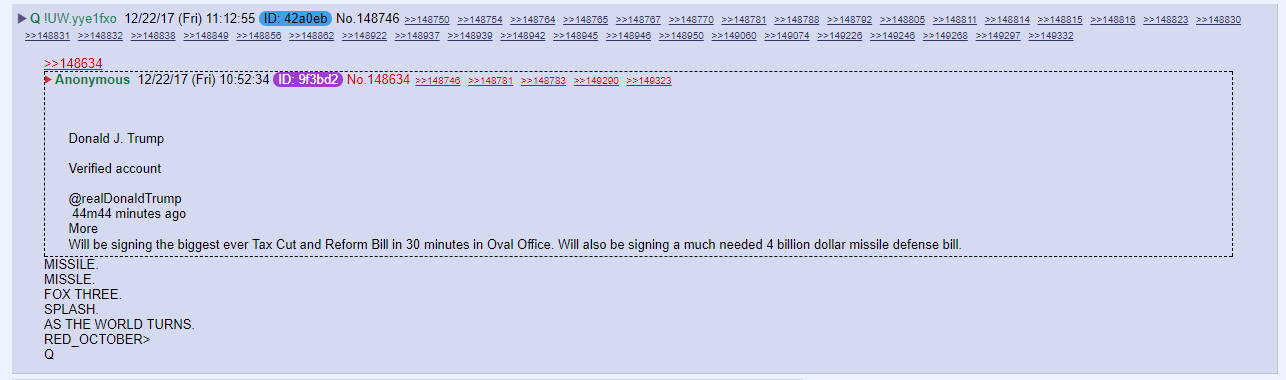 Q !UW.yye1fxo 12/22/17 (Fri) 11:12:55 ID: 42a0eb No.148746 >>148750 >>148754 >>148764 >>148765 >>148767 >>148770 >>148781 >>148788 >>148792 >>148805 >>148811 >>148814 >>148815 >>148816 >>148823 >>148830
>>148831 >>148832 >>148838 >>148849 >>148856 >>148862 >>148922 >>148937 >>148939 >>148942 >>148945 >>148946 >>148950 >>149060 >>149074 >>149226 >>149246 >>149268 >>149297 >>149332
>>148634
Anonymous 12/22/17 (Fri) 10:52:34 ID: 9f3bd2 No.148634 >>148746 >>148781 >>148783 >>149290 >>149323
Donald J. Trump
Verified account
@realDonaldTrump
44m44 minutes ago
More
Will be signing the biggest ever Tax Cut and Reform Bill in 30 minutes in Oval Office. Will also be signing a much needed 4 billion dollar missile defense bill.
MISSILE.
MISSLE.
FOX THREE.
SPLASH.
AS THE WORLD TURNS.
RED_OCTOBER>
Q